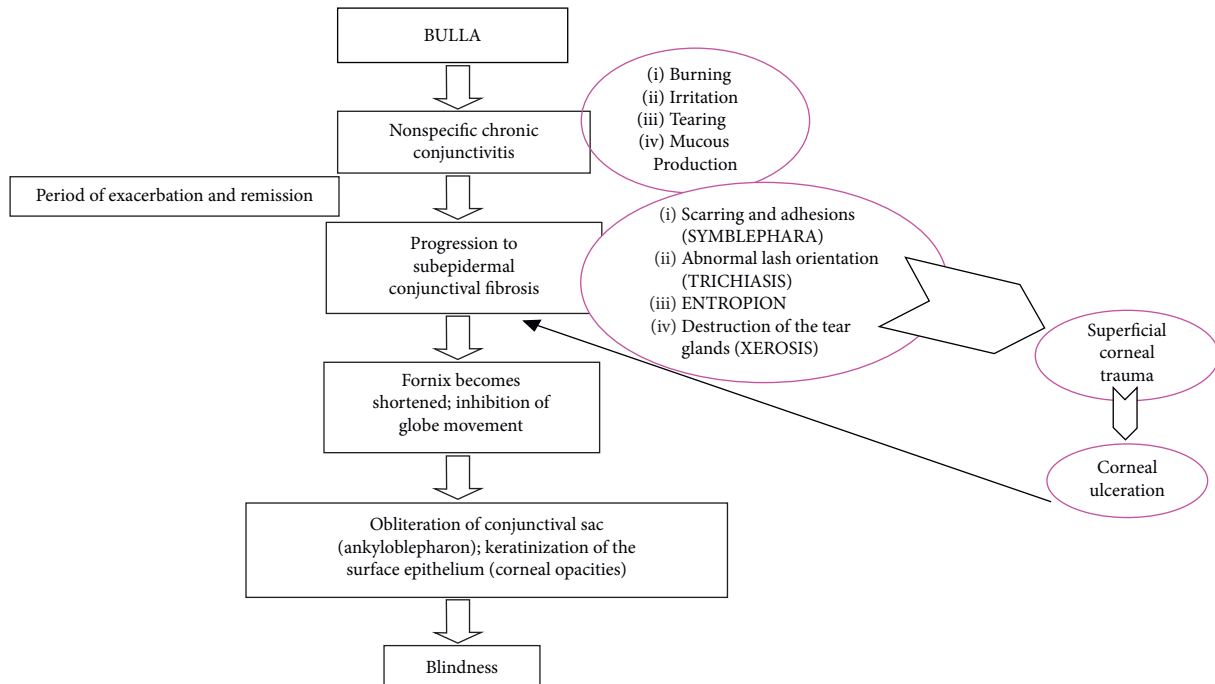 BULLA
(i) Burning
(ii) Irritation
(iii) Tearing
(iv) Mucous
Production
Nonspecific chronic
conjunctivitis
Period of exacerbation and remission
(i) Scarring and adhesions
(SYMBLEPHARA)
(ii) Abnormal lash orientation
(TRICHIASIS)
(iii) ENTROPION
(iv) Destruction of the tear
glands (XEROSIS)
Progression to
subepidermal
conjunctival fibrosis
Superficial
corneal
trauma
Corneal
ulceration
Fornix becomes
shortened; inhibition of
globe movement
Obliteration of conjunctival sac
(ankyloblepharon); keratinization of the
surface epithelium (corneal opacities)
Blindness